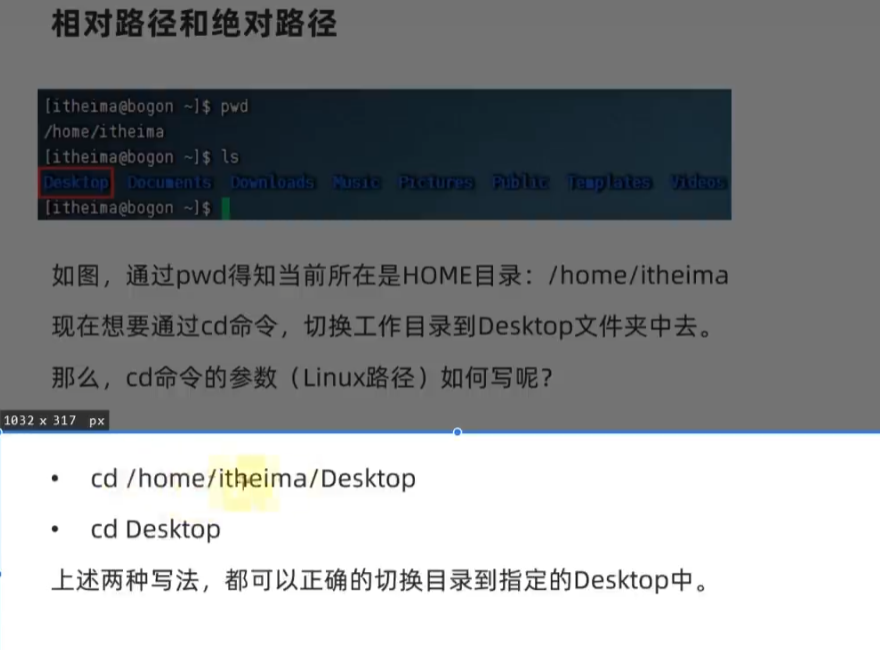 相对路径和绝对路径
[itheima@bogon ~]$ pwd
/home/itheima
[itheima@bogon ~]$ ls
Desktop Documents Downloads Music Pictures Public Templates Videos
[itheima@bogon ~]$
如图，通过pwd得知当前所在是HOME目录：/home/itheima
现在想要通过cd命令，切换工作目录到Desktop文件夹中去。
那么，cd命令的参数（Linux路径）如何写呢？
1032 x 317 px
• cd /home/itheima/Desktop
• cd Desktop
上述两种写法，都可以正确的切换目录到指定的Desktop中。